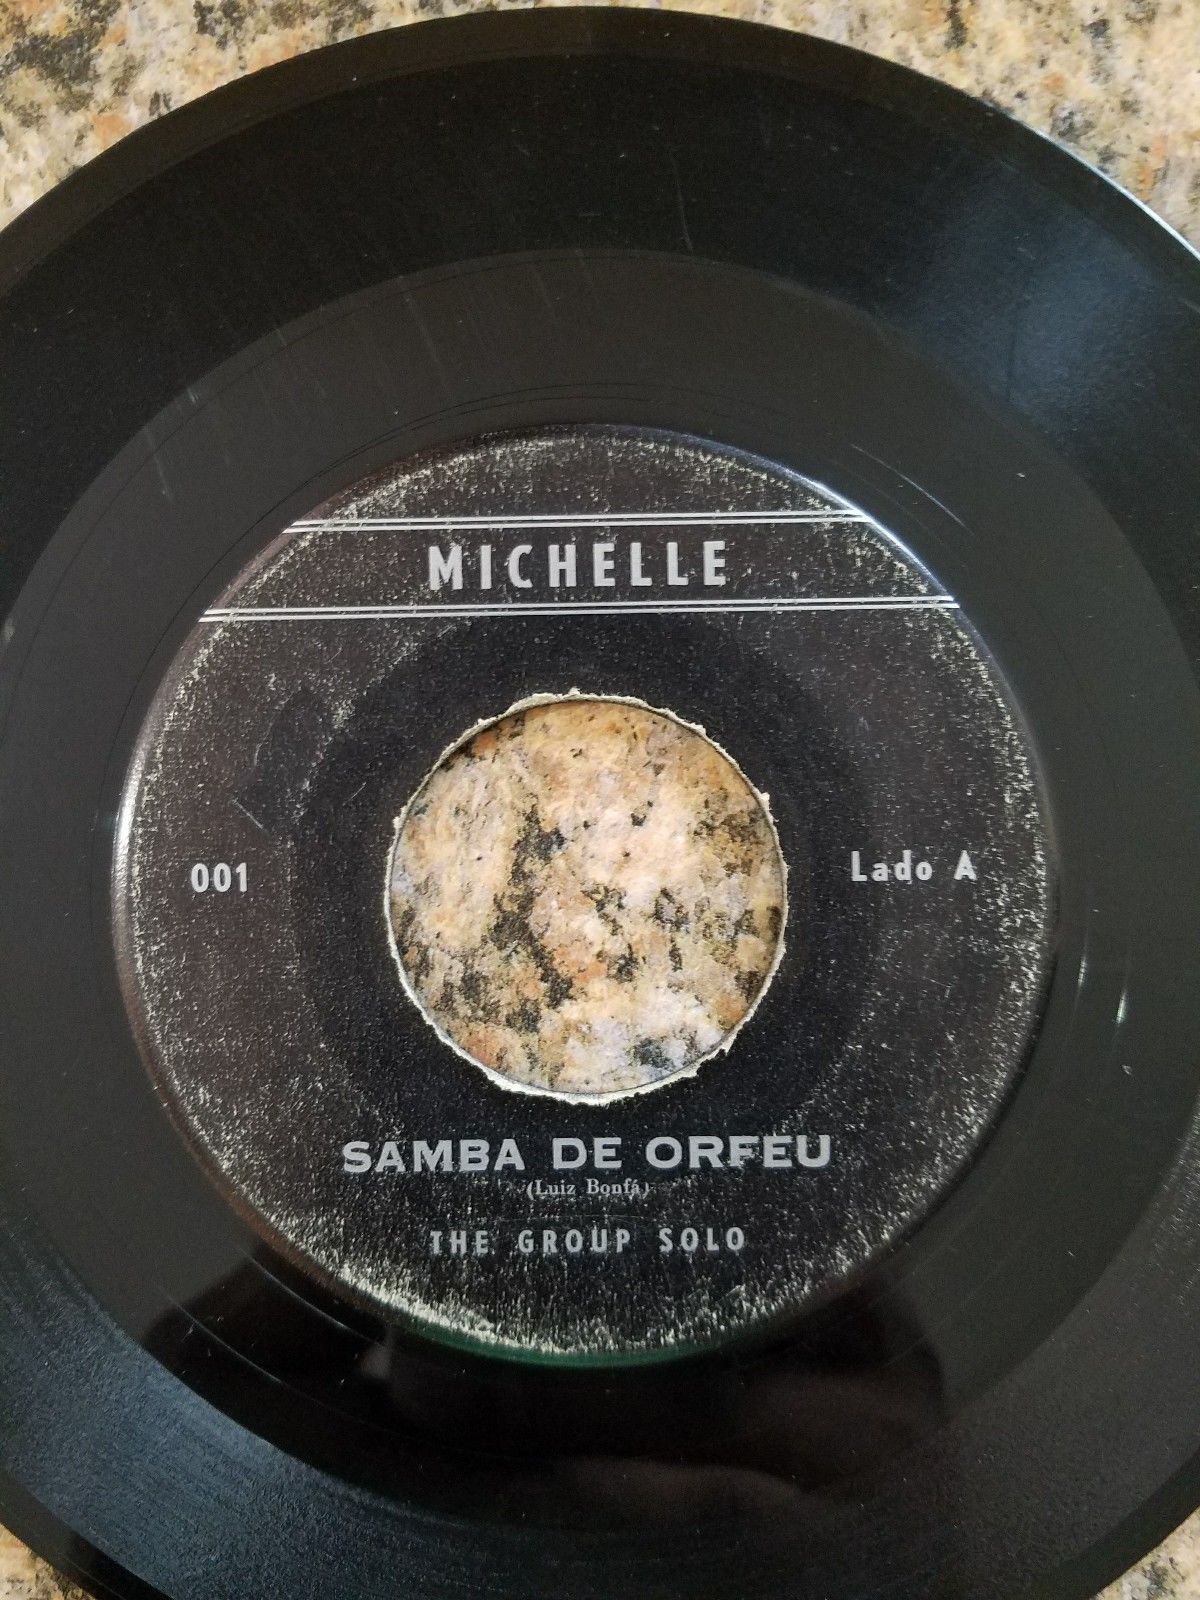 MICHELLE
001
Lado A
SAMBA DE ORFEU
(Luiz Bonfá)
THE GROUP SOLO